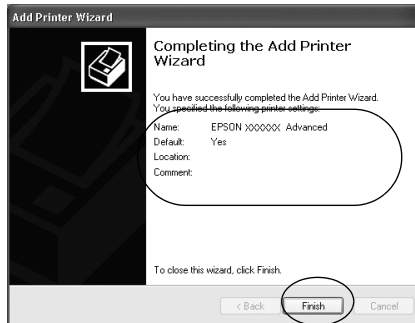 Add Printer Wizard
Completing the Add Printer
Wizard
You have successfully completed the Add Printer Wizard.
You specified the following printer settings:
Name: EPSON XXXXXX Advanced
Default: Yes
Location:
Comment:
To close this wizard, click Finish.
< Back Finish Cancel